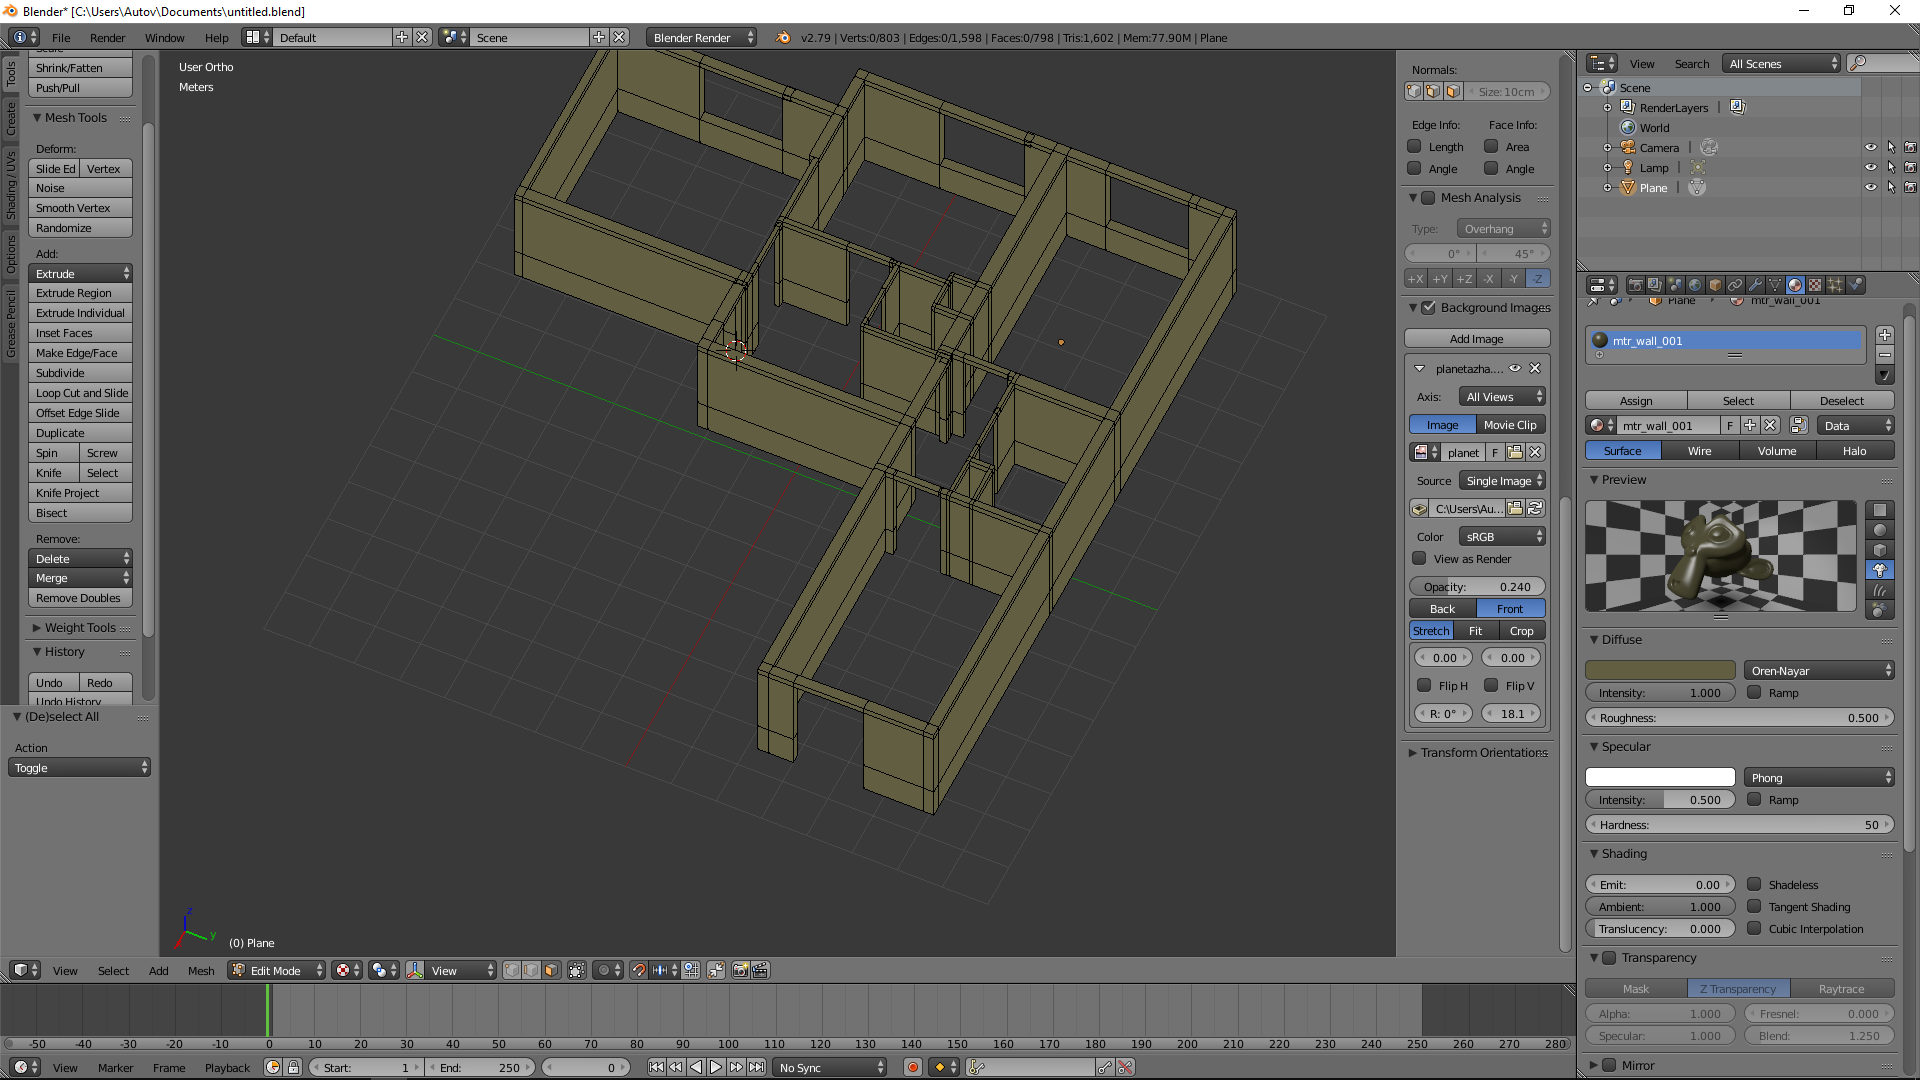 Blender* [C:\Users\Autov\Documents\untitled.blend]
File Render Window Help Default Scene Blender Render v2.79 | Verts:0/803 | Edges:0/1,598 | Faces:0/798 | Tris:1,602 | Mem:77.90M | Plane
Tools
Create
Shading / UVs
Options
Grease Pencil
Shrink/Fatten
Push/Pull
Mesh Tools
Deform:
Slide Ed Vertex
Noise
Smooth Vertex
Randomize
Add:
Extrude
Extrude Region
Extrude Individual
Inset Faces
Make Edge/Face
Subdivide
Loop Cut and Slide
Offset Edge Slide
Duplicate
Spin Screw
Knife Select
Knife Project
Bisect
Remove:
Delete
Merge
Remove Doubles
Weight Tools
History
Undo Redo
Undo History
(De)select All
Action
Toggle
User Ortho
Meters
z
y
(0) Plane
Normals:
Size: 10cm
Edge Info: Face Info:
Length Area
Angle Angle
Mesh Analysis
Type: Overhang
0° 45°
+X +Y +Z -X -Y -Z
Background Images
Add Image
planetazha....
Axis: All Views
Image Movie Clip
planet F
Source Single Image
C:\Users\Au...
Color sRGB
View as Render
Opacity: 0.240
Back Front
Stretch Fit Crop
0.00 0.00
Flip H Flip V
R: 0° 18.1
Transform Orientations
View Search All Scenes
Scene
RenderLayers |
World
Camera |
Lamp |
Plane |
Plane mtr_wall_001
mtr_wall_001
Assign Select Deselect
mtr_wall_001 F Data
Surface Wire Volume Halo
Preview
Diffuse
Oren-Nayar
Intensity: 1.000 Ramp
Roughness: 0.500
Specular
Phong
Intensity: 0.500 Ramp
Hardness: 50
Shading
Emit: 0.00 Shadeless
Ambient: 1.000 Tangent Shading
Translucency: 0.000 Cubic Interpolation
Transparency
Mask Z Transparency Raytrace
Alpha: 1.000 Fresnel: 0.000
Specular: 1.000 Blend: 1.250
Mirror
View Select Add Mesh Edit Mode View
-50 -40 -30 -20 -10 0 10 20 30 40 50 60 70 80 90 100 110 120 130 140 150 160 170 180 190 200 210 220 230 240 250 260 270 280
View Marker Frame Playback Start: 1 End: 250 0 No Sync